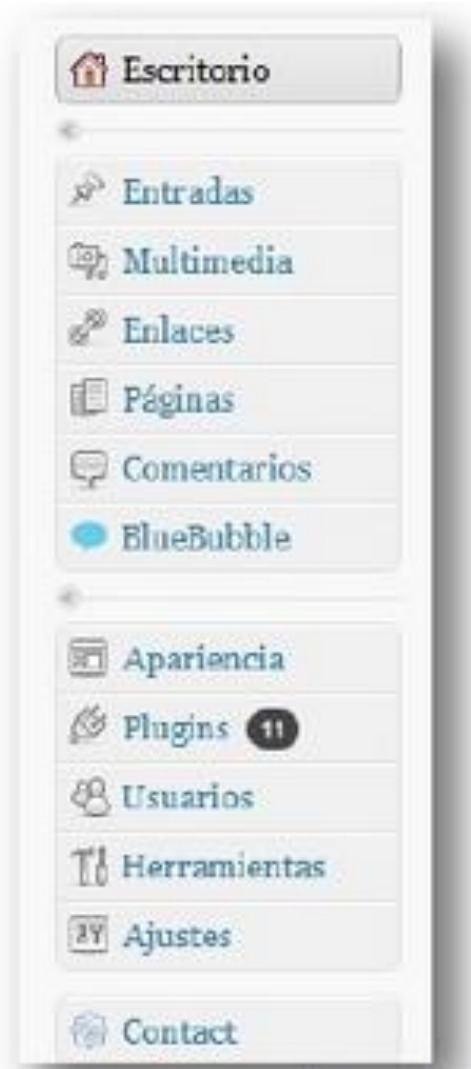 Escritorio
Entradas
Multimedia
Enlaces
Páginas
Comentarios
BlueBubble
Apariencia
Plugins 11
Usuarios
Herramientas
Ajustes
Contact